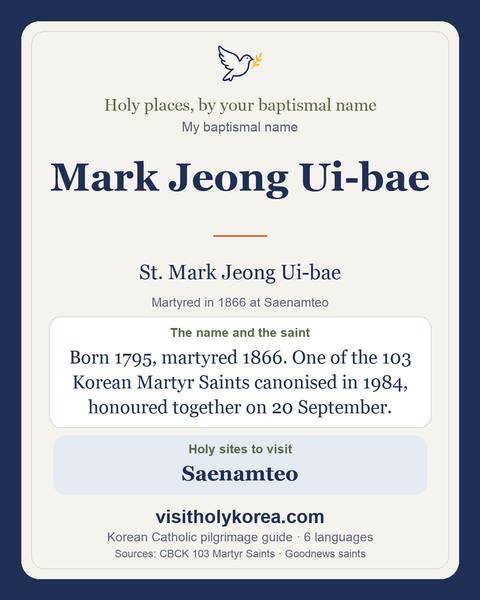 Holy places, by your baptismal name
My baptismal name
Mark Jeong Ui-bae
St. Mark Jeong Ui-bae
Martyred in 1866 at Saenamteo
The name and the saint
Born 1795, martyred 1866. One of the 103
Korean Martyr Saints canonised in 1984,
honoured together on 20 September.
Holy sites to visit
Saenamteo
visitholykorea.com
Korean Catholic pilgrimage guide · 6 languages
Sources: CBCK 103 Martyr Saints · Goodnews saints